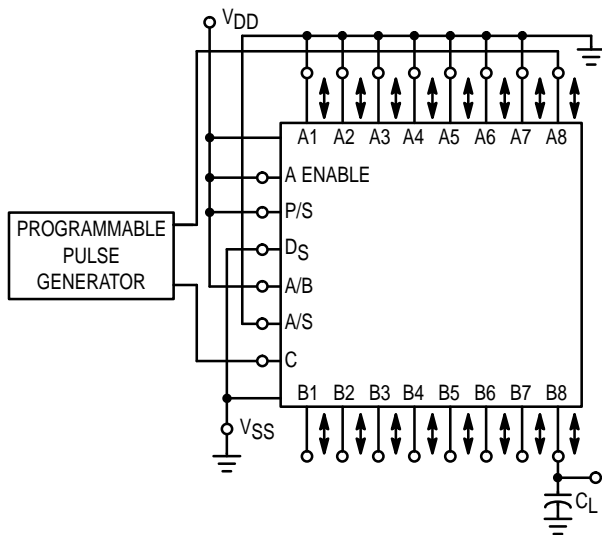 VDD
A1 A2 A3 A4 A5 A6 A7 A8
A ENABLE
P/S
DS
A/B
A/S
C
PROGRAMMABLE
PULSE
GENERATOR
B1 B2 B3 B4 B5 B6 B7 B8
VSS
CL